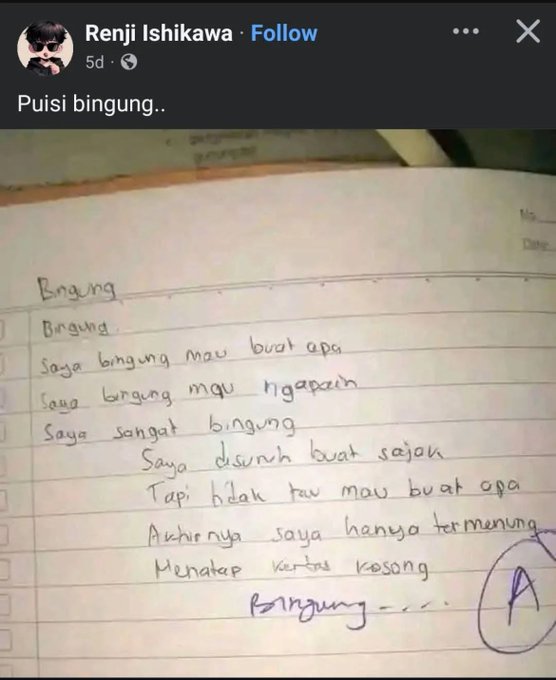 Renji Ishikawa · Follow
5d ·
Puisi bingung..
No
Date
Bingung
Bingung
Saya bingung mau buat apa
Saya bingung mau ngapain
Saya sangat bingung
Saya disuruh buat sajak
Tapi tidak tau mau buat apa
Akhirnya saya hanya termenung
Menatap kertas kosong
Bingung ....
A